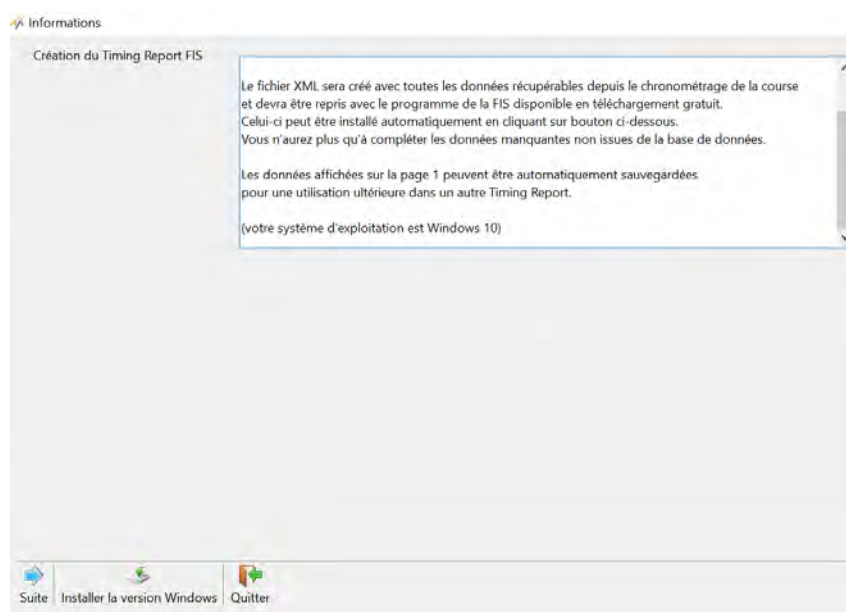 Informations
Création du Timing Report FIS
Le fichier XML sera créé avec toutes les données récupérables depuis le chronométrage de la course
et devra être repris avec le programme de la FIS disponible en téléchargement gratuit.
Celui-ci peut être installé automatiquement en cliquant sur bouton ci-dessous.
Vous n'aurez plus qu'à compléter les données manquantes non issues de la base de données.
Les données affichées sur la page 1 peuvent être automatiquement sauvegardées
pour une utilisation ultérieure dans un autre Timing Report.
(votre système d'exploitation est Windows 10)
Suite Installer la version Windows Quitter